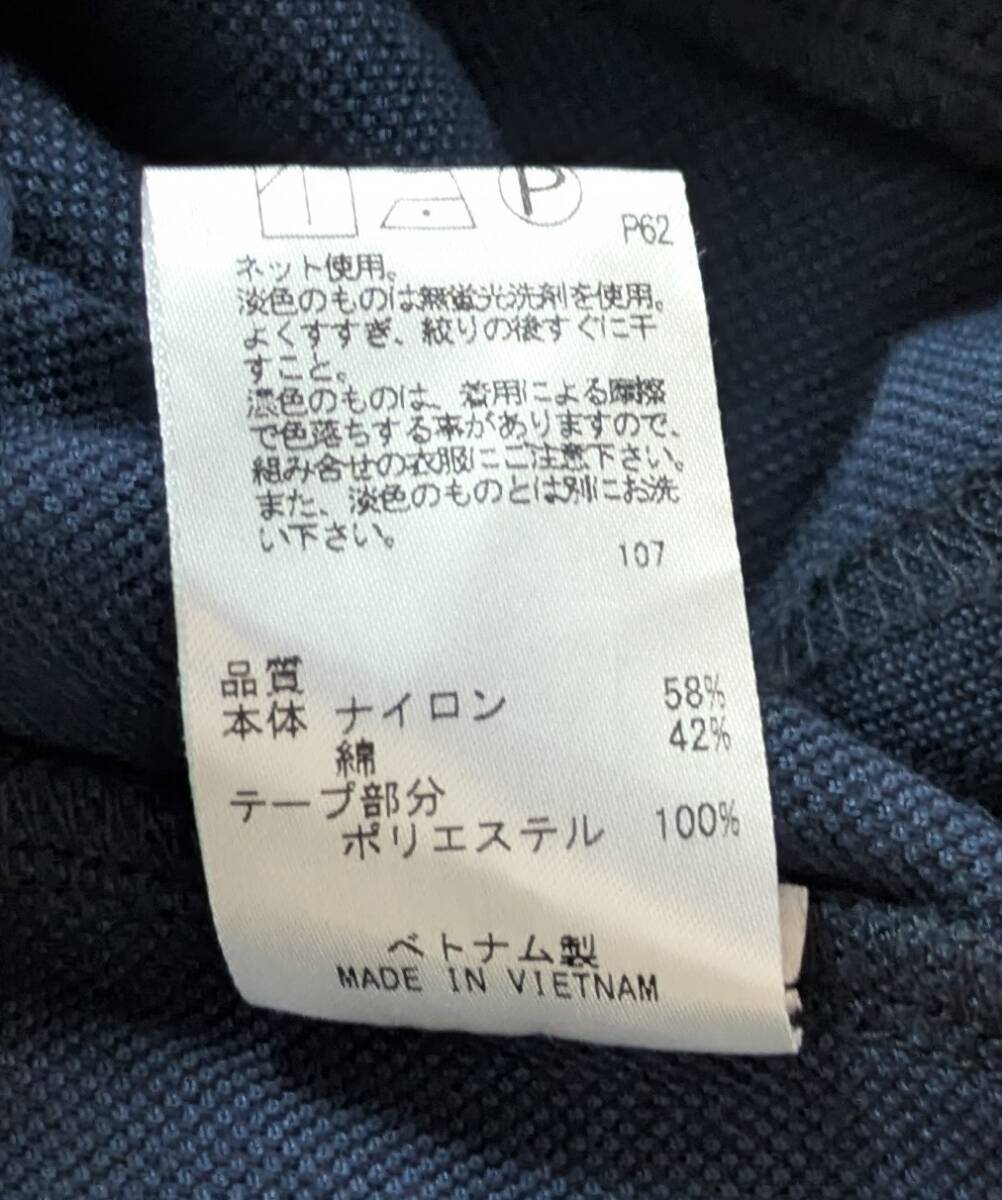 P
P62
ネット使用。
淡色のものは無蛍光洗剤を使用。
よくすすぎ、絞りの後すぐに干
すこと。
濃色のものは、着用による摩擦
で色落ちする事がありますので、
組み合せの衣服にご注意下さい。
また、淡色のものとは別にお洗
い下さい。
107
品質
本体 ナイロン 58%
綿 42%
テープ部分
ポリエステル 100%
ベトナム製
MADE IN VIETNAM